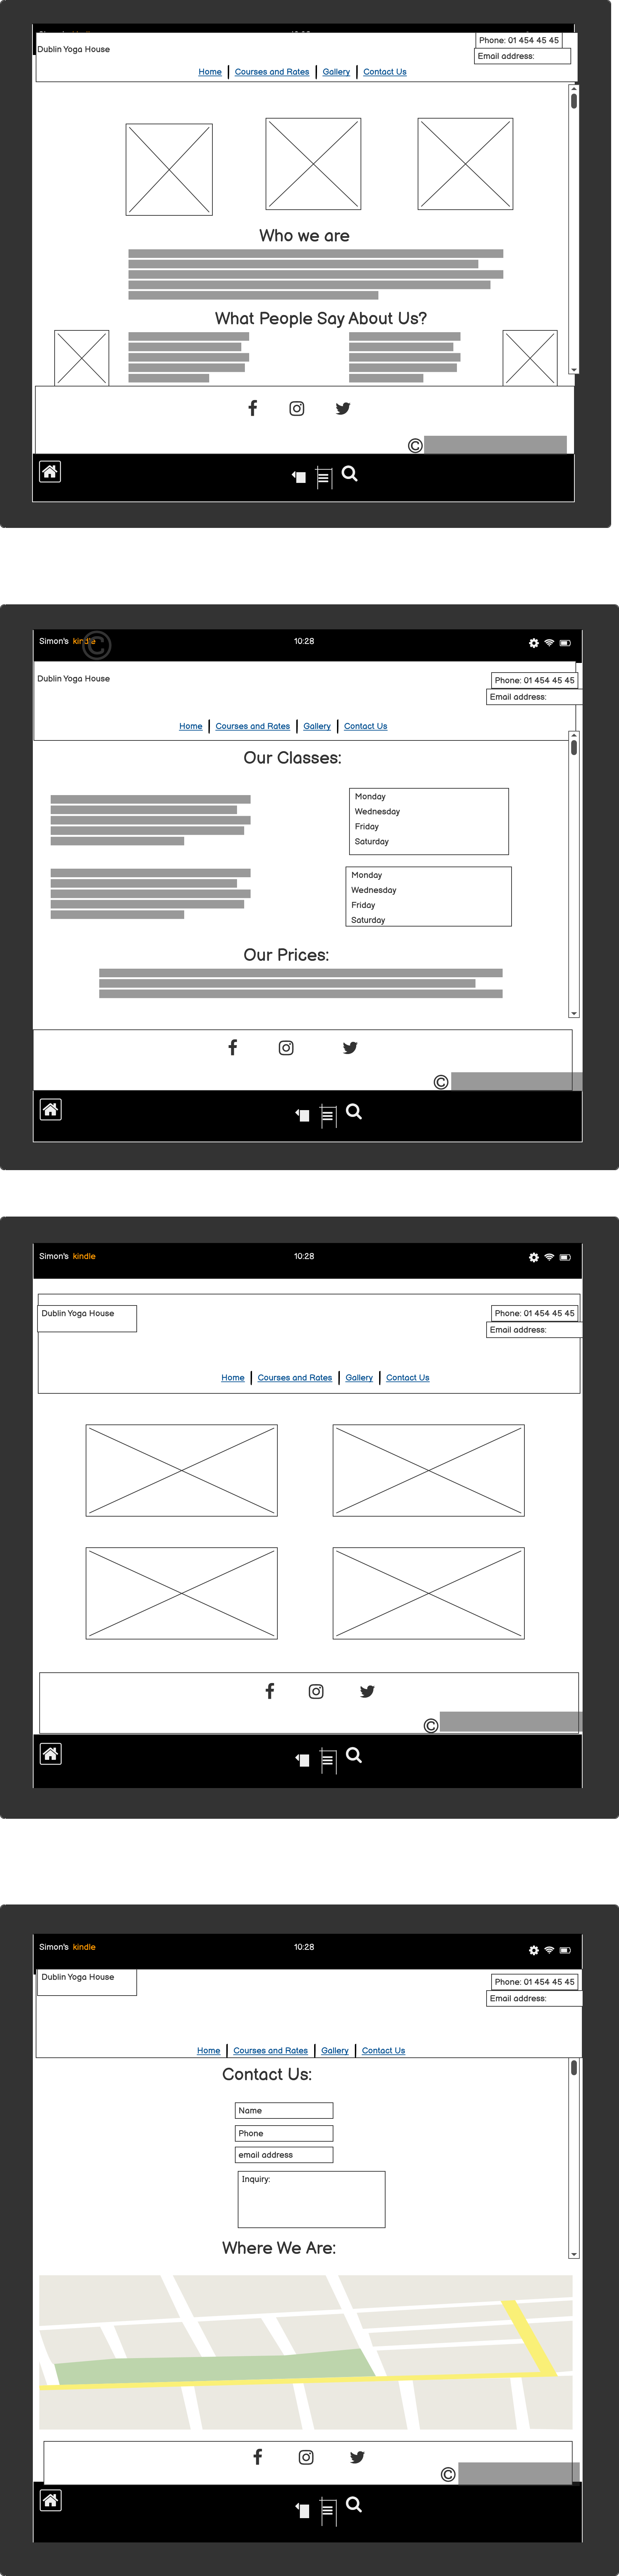 Phone: 01 454 45 45
Dublin Yoga House
Email address:
Home Courses and Rates Gallery Contact Us
Who we are
What People Say About Us?
©
Simon's kindle 10:28
©
Dublin Yoga House
Phone: 01 454 45 45
Email address:
Home Courses and Rates Gallery Contact Us
Our Classes:
Monday
Wednesday
Friday
Saturday
Monday
Wednesday
Friday
Saturday
Our Prices:
©
Simon's kindle 10:28
Dublin Yoga House
Phone: 01 454 45 45
Email address:
Home Courses and Rates Gallery Contact Us
©
Simon's kindle 10:28
Dublin Yoga House
Phone: 01 454 45 45
Email address:
Home Courses and Rates Gallery Contact Us
Contact Us:
Name
Phone
email address
Inquiry:
Where We Are:
©